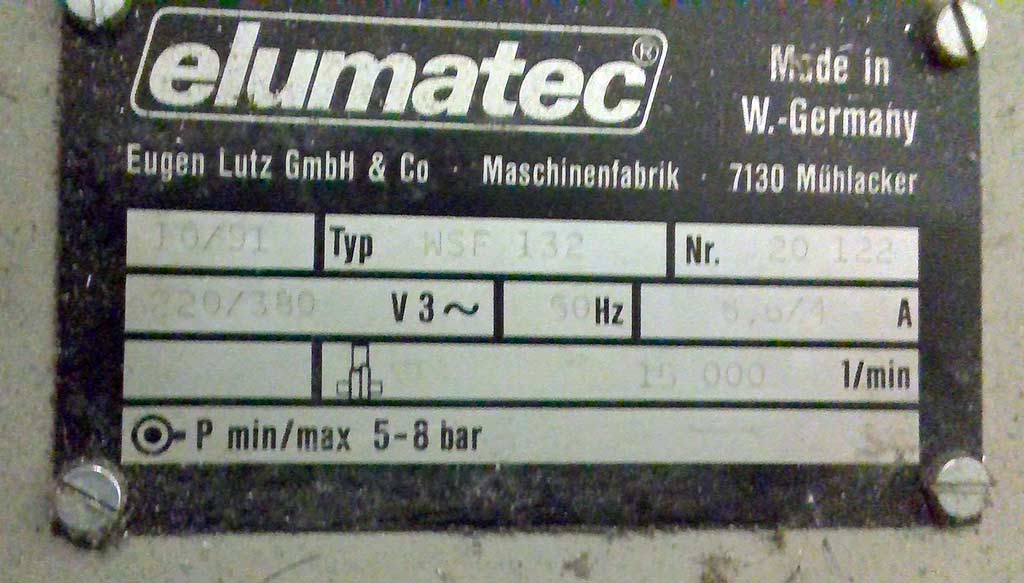 elumatec®
Made in
W.-Germany
Eugen Lutz GmbH & Co · Maschinenfabrik · 7130 Mühlacker
10/91 Typ WSF 132 Nr. 20 122
220/380 V 3~ 50 Hz A
15 000 1/min
P min/max 5-8 bar